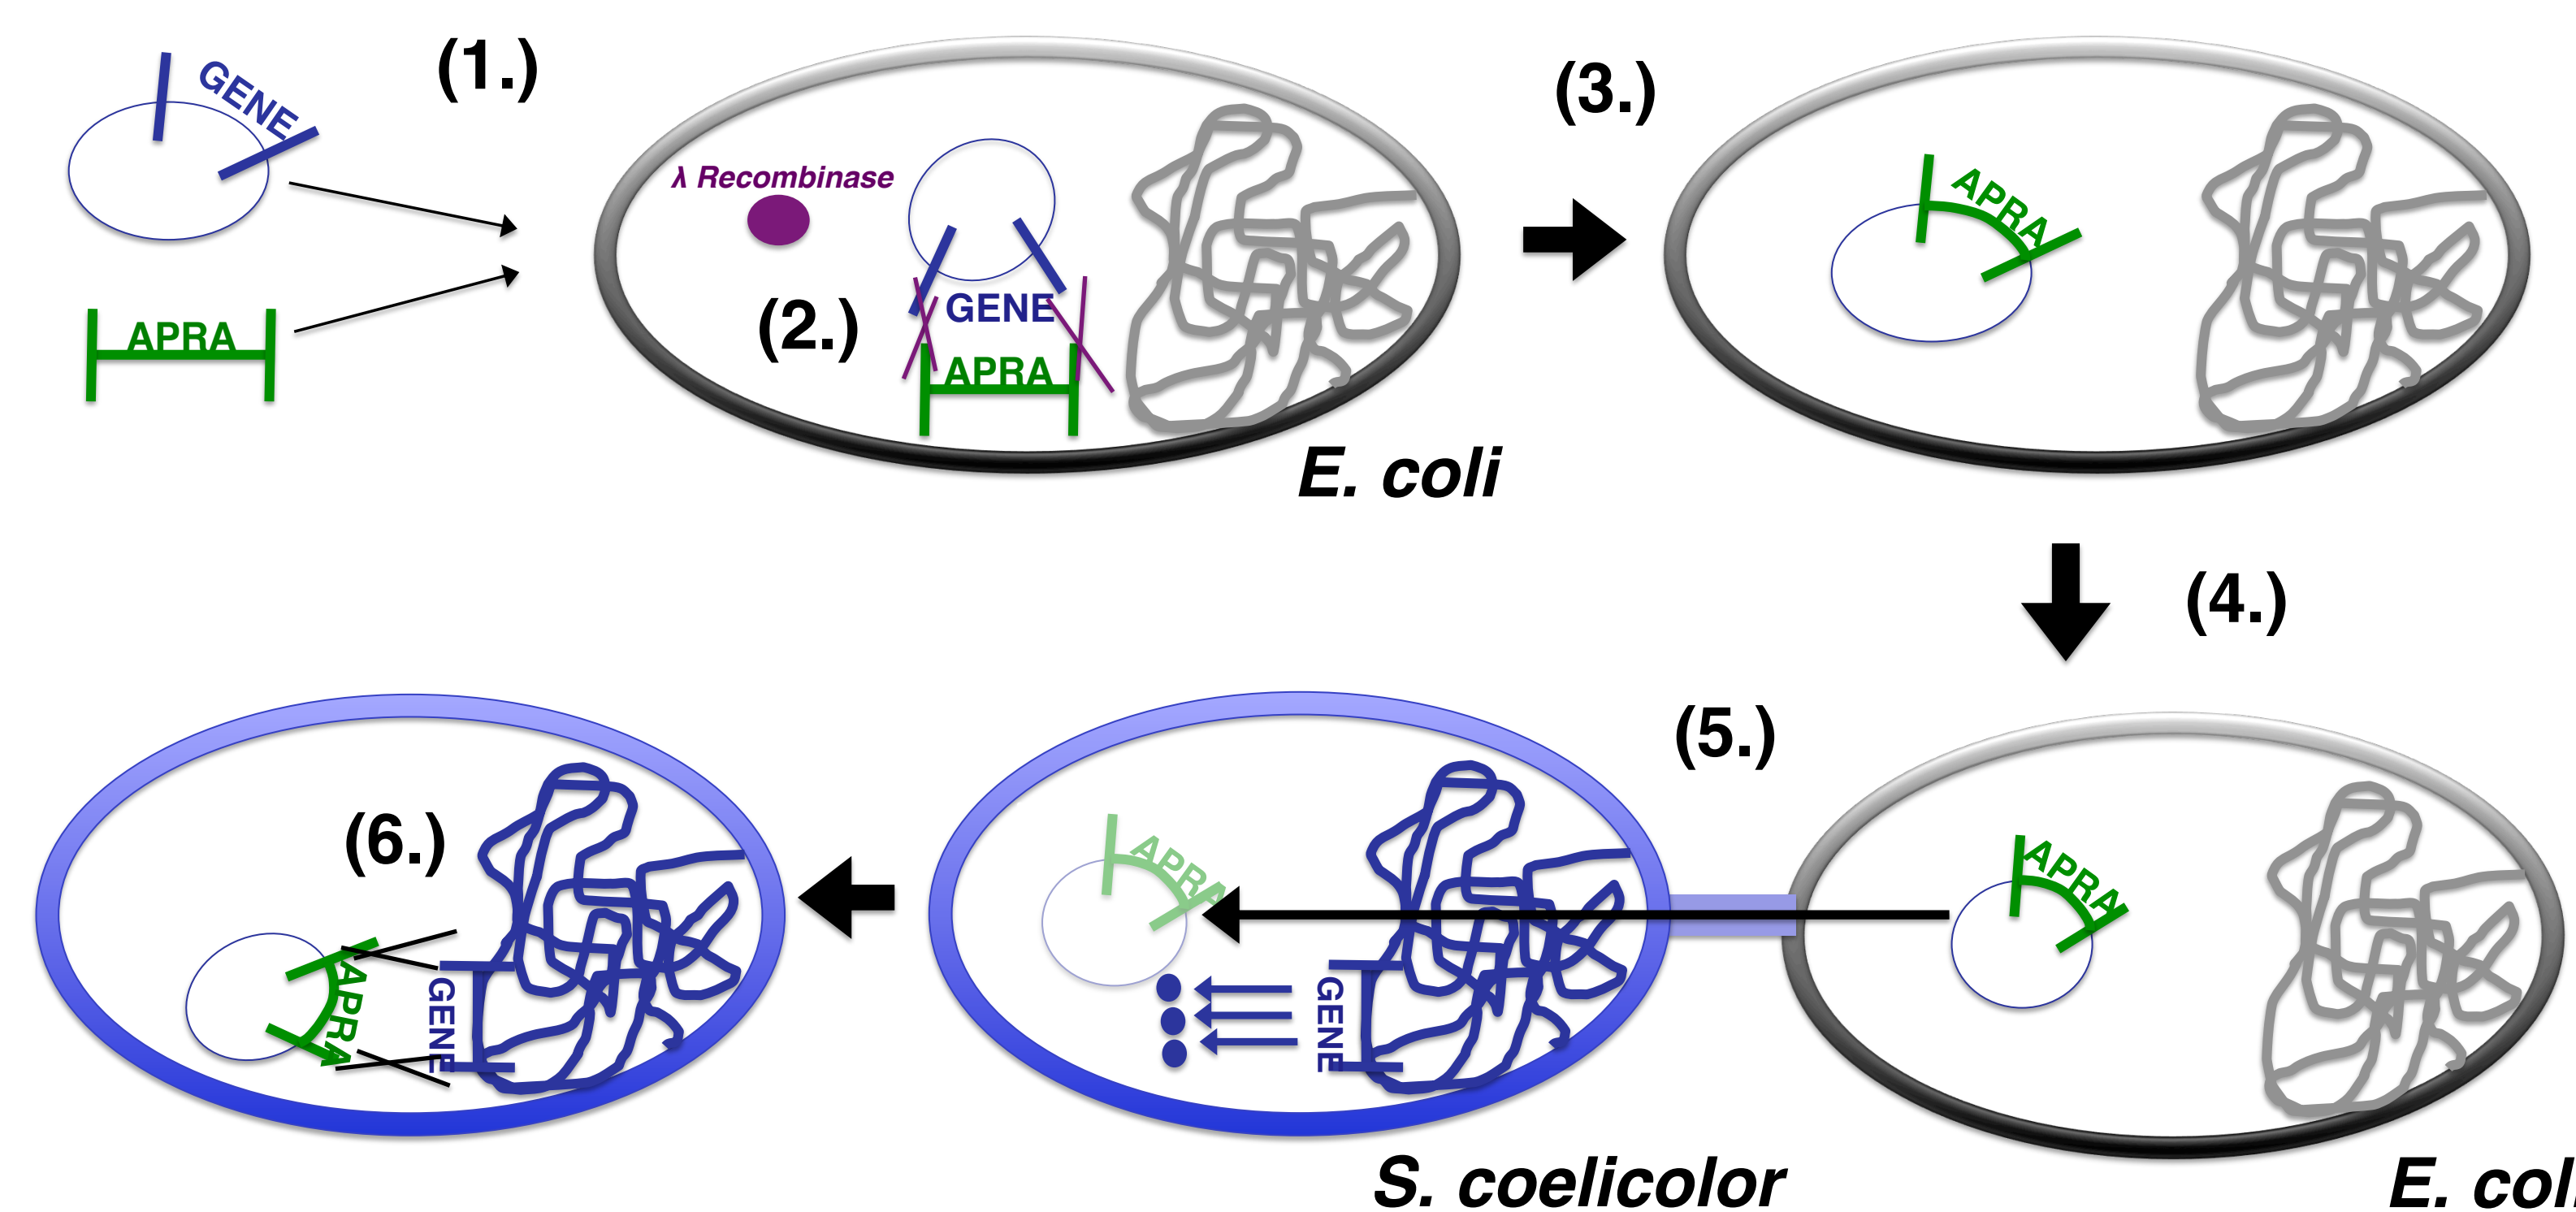 (1.)
GENE
APRA
λ Recombinase
(2.)
GENE
APRA
E. coli
(3.)
APRA
(4.)
(5.)
APRA
E. coli
APRA
GENE
S. coelicolor
(6.)
APRA
GENE